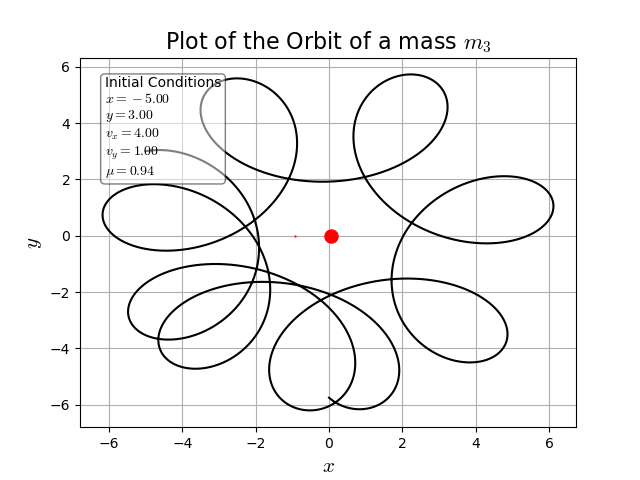 Plot of the Orbit of a mass m₃
Initial Conditions
x = −5.00
y = 3.00
vₓ = 4.00
v_y = 1.00
μ = 0.94
6
4
2
0
−2
−4
−6
y
−6 −4 −2 0 2 4 6
x